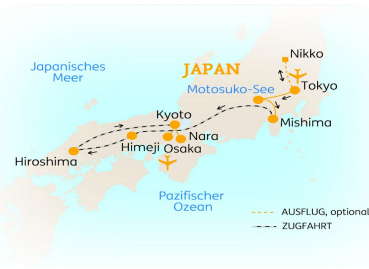 Nikko
Japanisches
Meer
JAPAN
Motosuko-See
Tokyo
Kyoto
Mishima
Nara
Himeji
Osaka
Hiroshima
Pazifischer
Ozean
AUSFLUG, optional
ZUGFAHRT